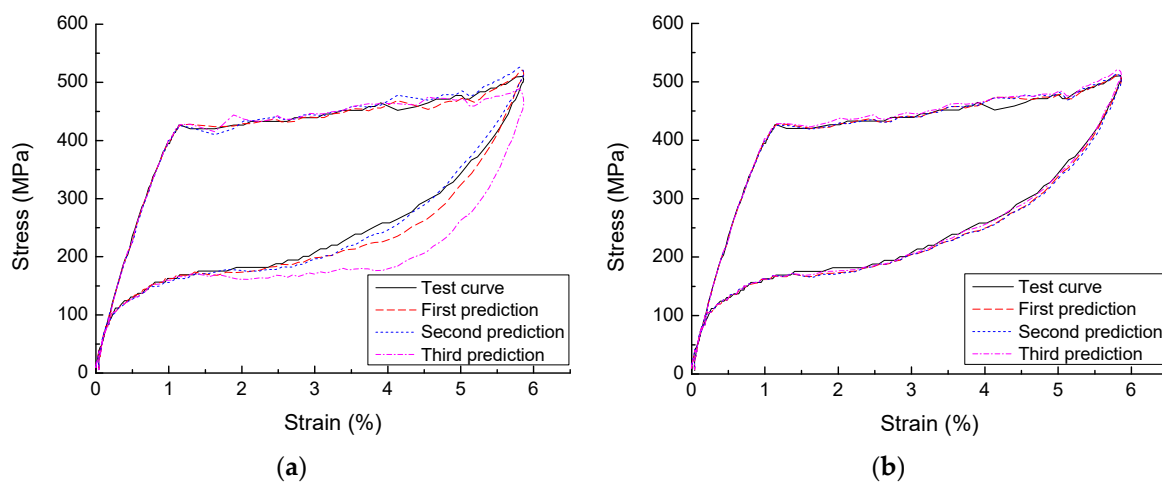 600
500
400
300
200
100
0
Stress (MPa)
0
1
2
3
4
5
6
Strain (%)
Test curve
First prediction
Second prediction
Third prediction
(a)
600
500
400
300
200
100
0
Stress (MPa)
0
1
2
3
4
5
6
Strain (%)
Test curve
First prediction
Second prediction
Third prediction
(b)